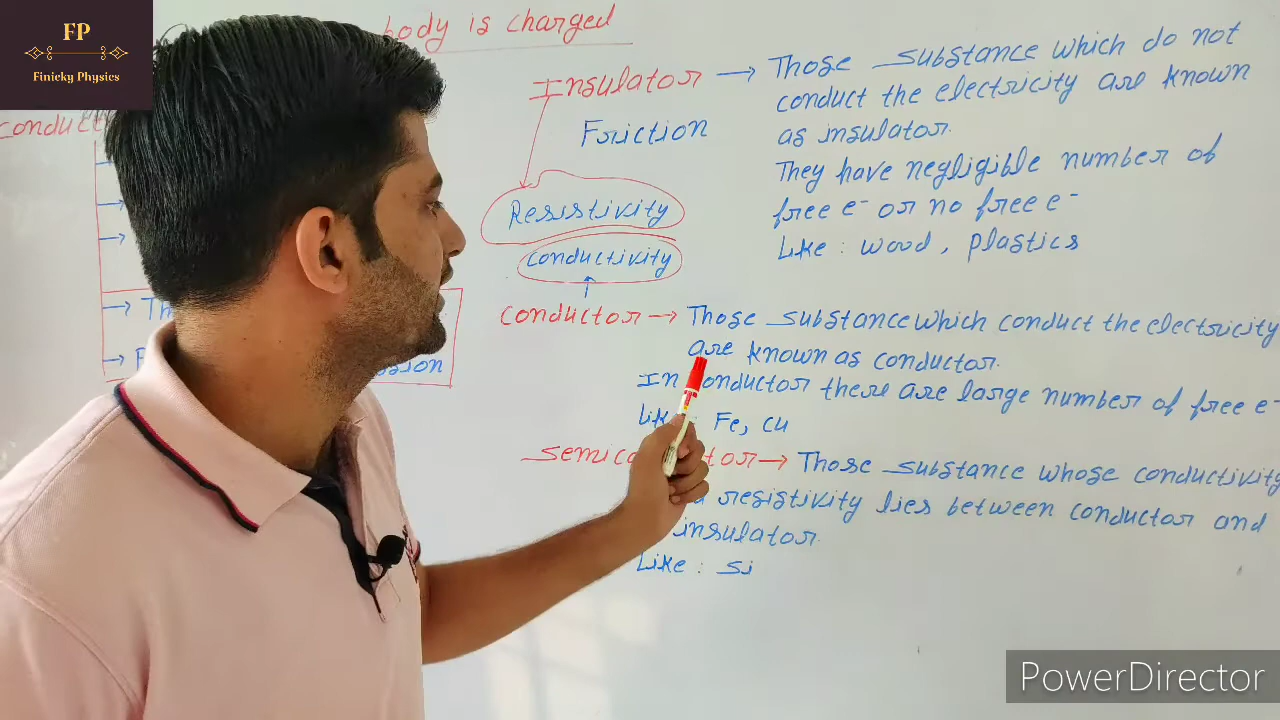 FP
Finicky Physics
body is charged
Insulator → Those substance which do not
conduct the electricity are known
as insulator.
Friction
They have negligible number of
free e⁻ or no free e⁻
Like : wood, plastics
Resistivity
conductivity
conductor → Those substance which conduct the electricity
are known as conductor.
In conductor there are large number of free e⁻
Like : Fe, Cu
→ Those substance whose conductivity
resistivity lies between conductor and
insulator.
Like : Si
PowerDirector